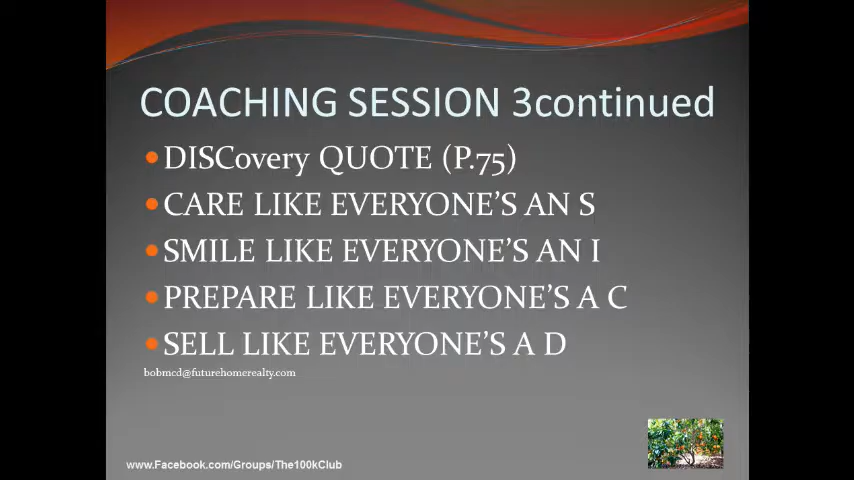 COACHING SESSION 3continued
DISCovery QUOTE (P.75)
CARE LIKE EVERYONE’S AN S
SMILE LIKE EVERYONE’S AN I
PREPARE LIKE EVERYONE’S A C
SELL LIKE EVERYONE’S A D
bobmcd@futurehomerealty.com
www.Facebook.com/Groups/The100kClub